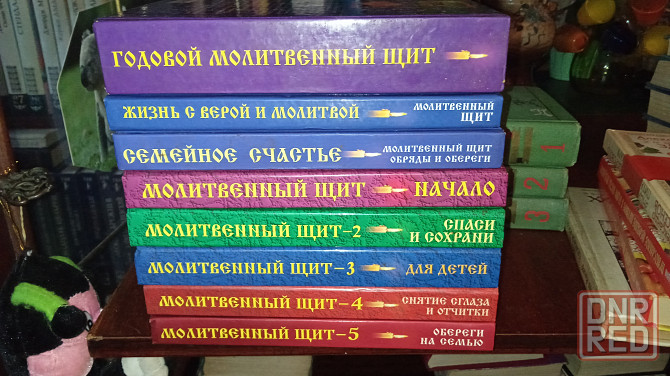 ГОДОВОЙ МОЛИТВЕННЫЙ ЩИТ
ЖИЗНЬ С ВЕРОЙ И МОЛИТВОЙ
МОЛИТВЕННЫЙ
ЩИТ
СЕМЕЙНОЕ СЧАСТЬЕ
МОЛИТВЕННЫЙ ЩИТ
ОБРЯДЫ И ОБЕРЕГИ
МОЛИТВЕННЫЙ ЩИТ НАЧАЛО
МОЛИТВЕННЫЙ ЩИТ-2
СПАСИ
И СОХРАНИ
МОЛИТВЕННЫЙ ЩИТ-3 ДЛЯ ДЕТЕЙ
МОЛИТВЕННЫЙ ЩИТ-4
СНЯТИЕ СГЛАЗА
И ОТЧИТКИ
МОЛИТВЕННЫЙ ЩИТ-5
ОБЕРЕГИ
НА СЕМЬЮ
1
2
3
DNR
RED